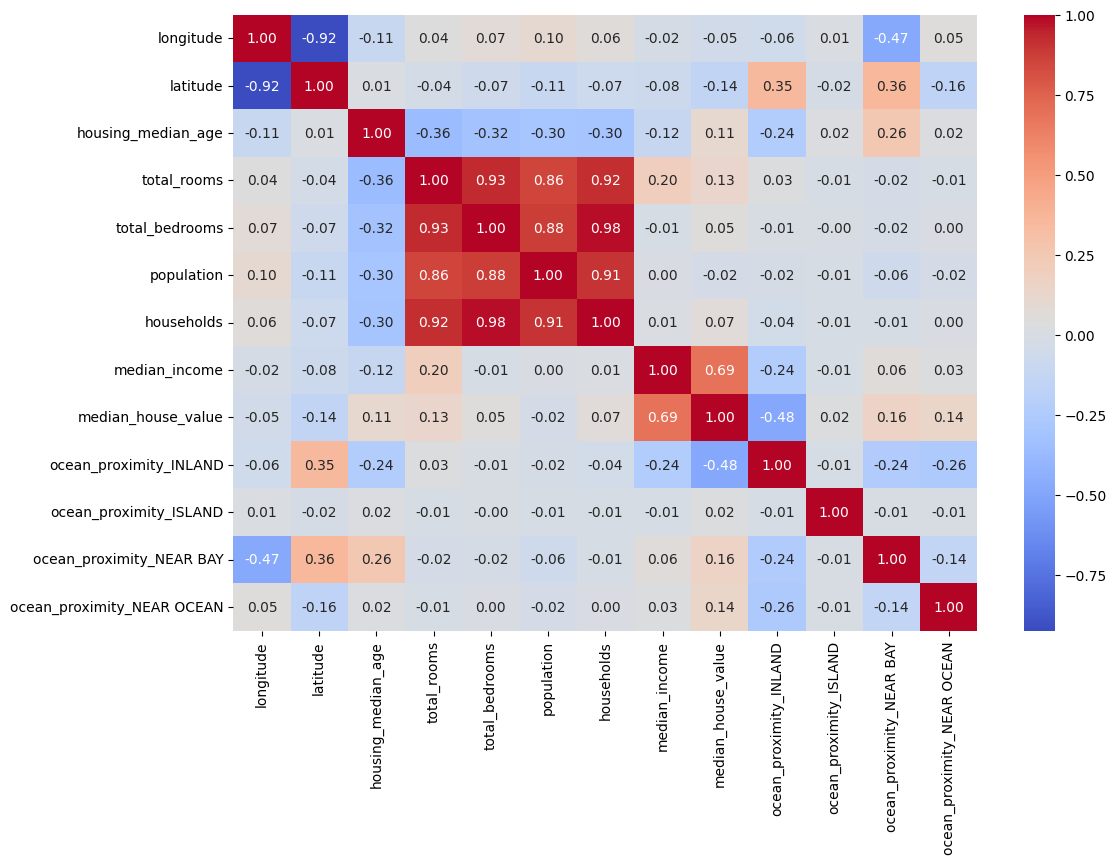 longitude 1.00 -0.92 -0.11 0.04 0.07 0.10 0.06 -0.02 -0.05 -0.06 0.01 -0.47 0.05
latitude -0.92 1.00 0.01 -0.04 -0.07 -0.11 -0.07 -0.08 -0.14 0.35 -0.02 0.36 -0.16
housing_median_age -0.11 0.01 1.00 -0.36 -0.32 -0.30 -0.30 -0.12 0.11 -0.24 0.02 0.26 0.02
total_rooms 0.04 -0.04 -0.36 1.00 0.93 0.86 0.92 0.20 0.13 0.03 -0.01 -0.02 -0.01
total_bedrooms 0.07 -0.07 -0.32 0.93 1.00 0.88 0.98 -0.01 0.05 -0.01 -0.00 -0.02 0.00
population 0.10 -0.11 -0.30 0.86 0.88 1.00 0.91 0.00 -0.02 -0.02 -0.01 -0.06 -0.02
households 0.06 -0.07 -0.30 0.92 0.98 0.91 1.00 0.01 0.07 -0.04 -0.01 -0.01 0.00
median_income -0.02 -0.08 -0.12 0.20 -0.01 0.00 0.01 1.00 0.69 -0.24 -0.01 0.06 0.03
median_house_value -0.05 -0.14 0.11 0.13 0.05 -0.02 0.07 0.69 1.00 -0.48 0.02 0.16 0.14
ocean_proximity_INLAND -0.06 0.35 -0.24 0.03 -0.01 -0.02 -0.04 -0.24 -0.48 1.00 -0.01 -0.24 -0.26
ocean_proximity_ISLAND 0.01 -0.02 0.02 -0.01 -0.00 -0.01 -0.01 -0.01 0.02 -0.01 1.00 -0.01 -0.01
ocean_proximity_NEAR BAY -0.47 0.36 0.26 -0.02 -0.02 -0.06 -0.01 0.06 0.16 -0.24 -0.01 1.00 -0.14
ocean_proximity_NEAR OCEAN 0.05 -0.16 0.02 -0.01 0.00 -0.02 0.00 0.03 0.14 -0.26 -0.01 -0.14 1.00
longitude
latitude
housing_median_age
total_rooms
total_bedrooms
population
households
median_income
median_house_value
ocean_proximity_INLAND
ocean_proximity_ISLAND
ocean_proximity_NEAR BAY
ocean_proximity_NEAR OCEAN
1.00
0.75
0.50
0.25
0.00
−0.25
−0.50
−0.75